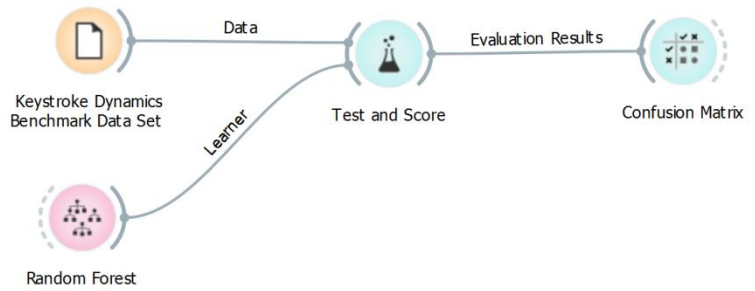 Data
Evaluation Results
Keystroke Dynamics
Benchmark Data Set
Test and Score
Confusion Matrix
Learner
Random Forest